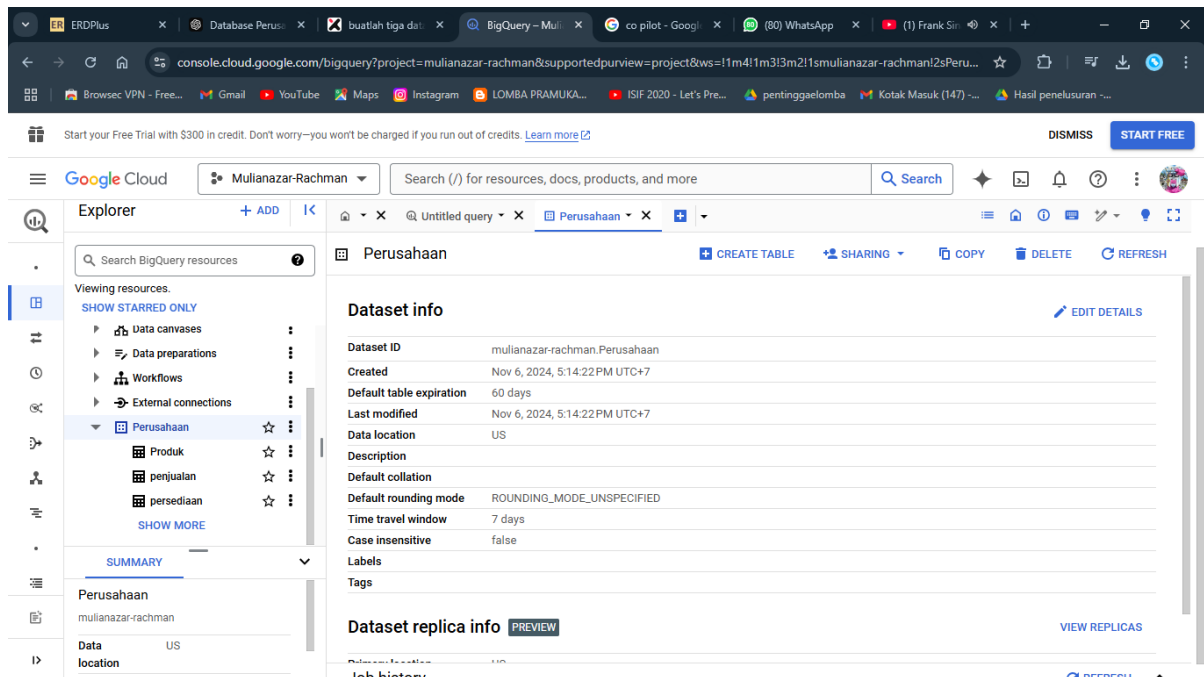 ERDPlus
Database Perusa
buatlah tiga dat
BigQuery – Muli
co pilot - Googl
(80) WhatsApp
(1) Frank Sin
console.cloud.google.com/bigquery?project=mulianazar-rachman&supportedpurview=project&ws=!1m4!1m3!3m2!1smulianazar-rachman!2sPeru...
Browsec VPN - Free...
Gmail
YouTube
Maps
Instagram
LOMBA PRAMUKA...
ISIF 2020 - Let's Pre...
pentinggaelomba
Kotak Masuk (147) -...
Hasil penelusuran -...
Start your Free Trial with $300 in credit. Don't worry—you won't be charged if you run out of credits. Learn more
DISMISS
START FREE
Google Cloud
Mulianazar-Rachman
Search (/) for resources, docs, products, and more
Search
Explorer
+ ADD
Untitled query
Perusahaan
Search BigQuery resources
Viewing resources.
SHOW STARRED ONLY
Data canvases
Data preparations
Workflows
External connections
Perusahaan
Produk
penjualan
persediaan
SHOW MORE
SUMMARY
Perusahaan
mulianazar-rachman
Data location US
Perusahaan
CREATE TABLE
SHARING
COPY
DELETE
REFRESH
Dataset info
EDIT DETAILS
Dataset ID mulianazar-rachman.Perusahaan
Created Nov 6, 2024, 5:14:22 PM UTC+7
Default table expiration 60 days
Last modified Nov 6, 2024, 5:14:22 PM UTC+7
Data location US
Description
Default collation
Default rounding mode ROUNDING_MODE_UNSPECIFIED
Time travel window 7 days
Case insensitive false
Labels
Tags
Dataset replica info PREVIEW
VIEW REPLICAS
Primary location US
Job history
REFRESH